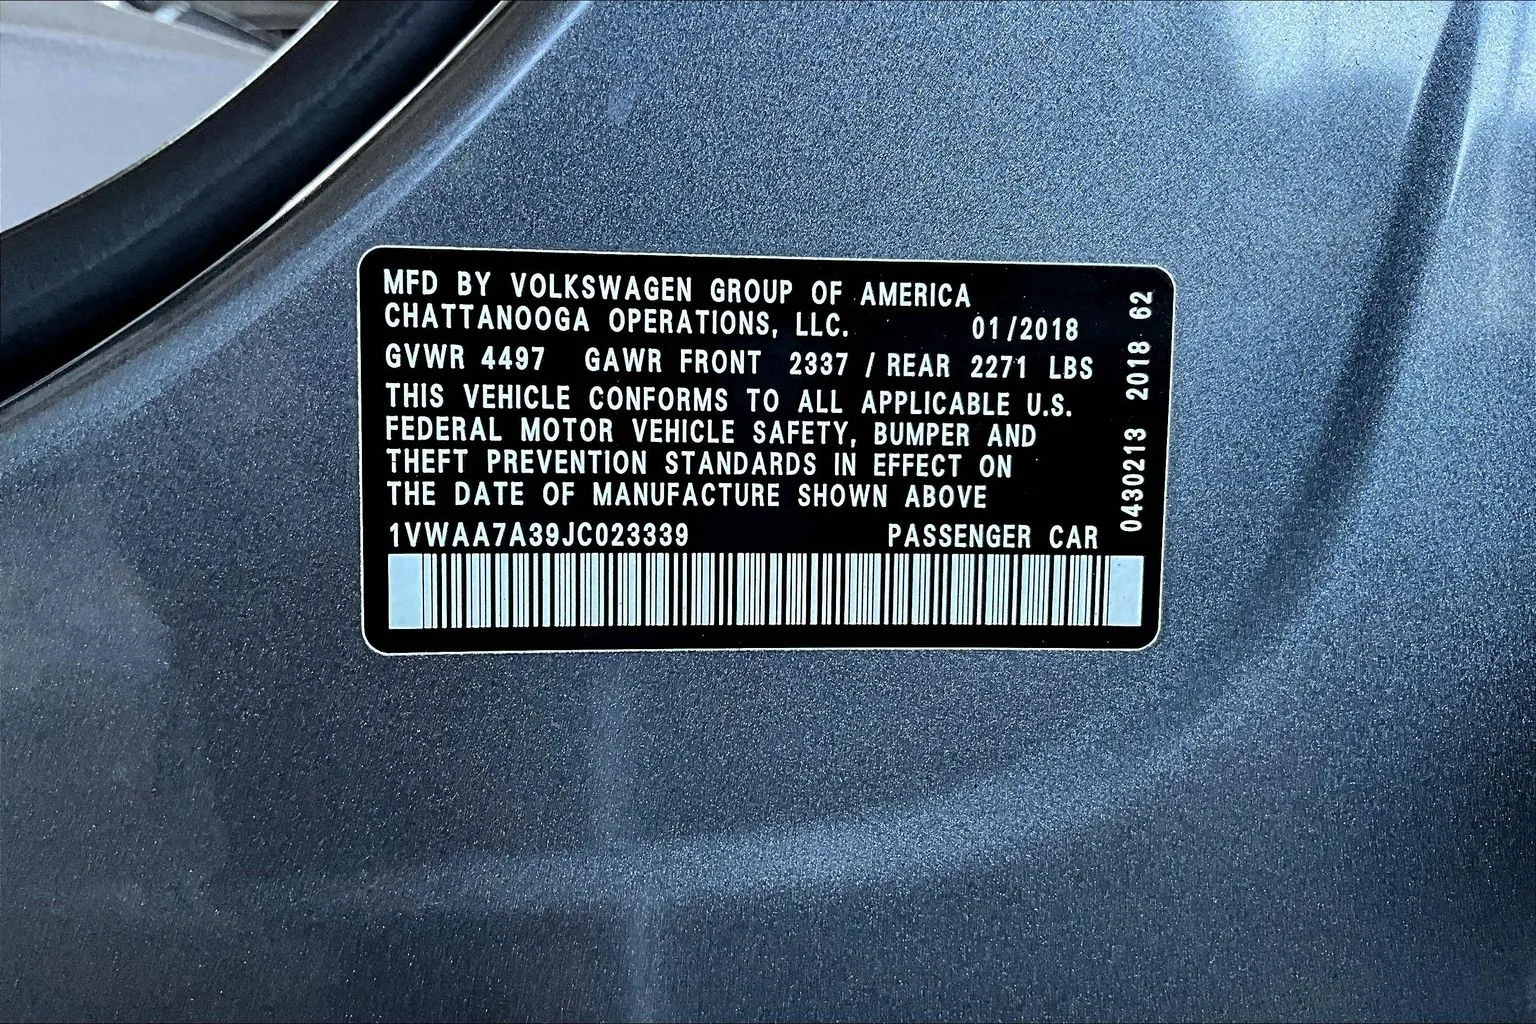 MFD BY VOLKSWAGEN GROUP OF AMERICA
CHATTANOOGA OPERATIONS, LLC. 01/2018
GVWR 4497 GAWR FRONT 2337 / REAR 2271 LBS
THIS VEHICLE CONFORMS TO ALL APPLICABLE U.S.
FEDERAL MOTOR VEHICLE SAFETY, BUMPER AND
THEFT PREVENTION STANDARDS IN EFFECT ON
THE DATE OF MANUFACTURE SHOWN ABOVE
1VWAA7A39JC023339 PASSENGER CAR
0430213 2018 62